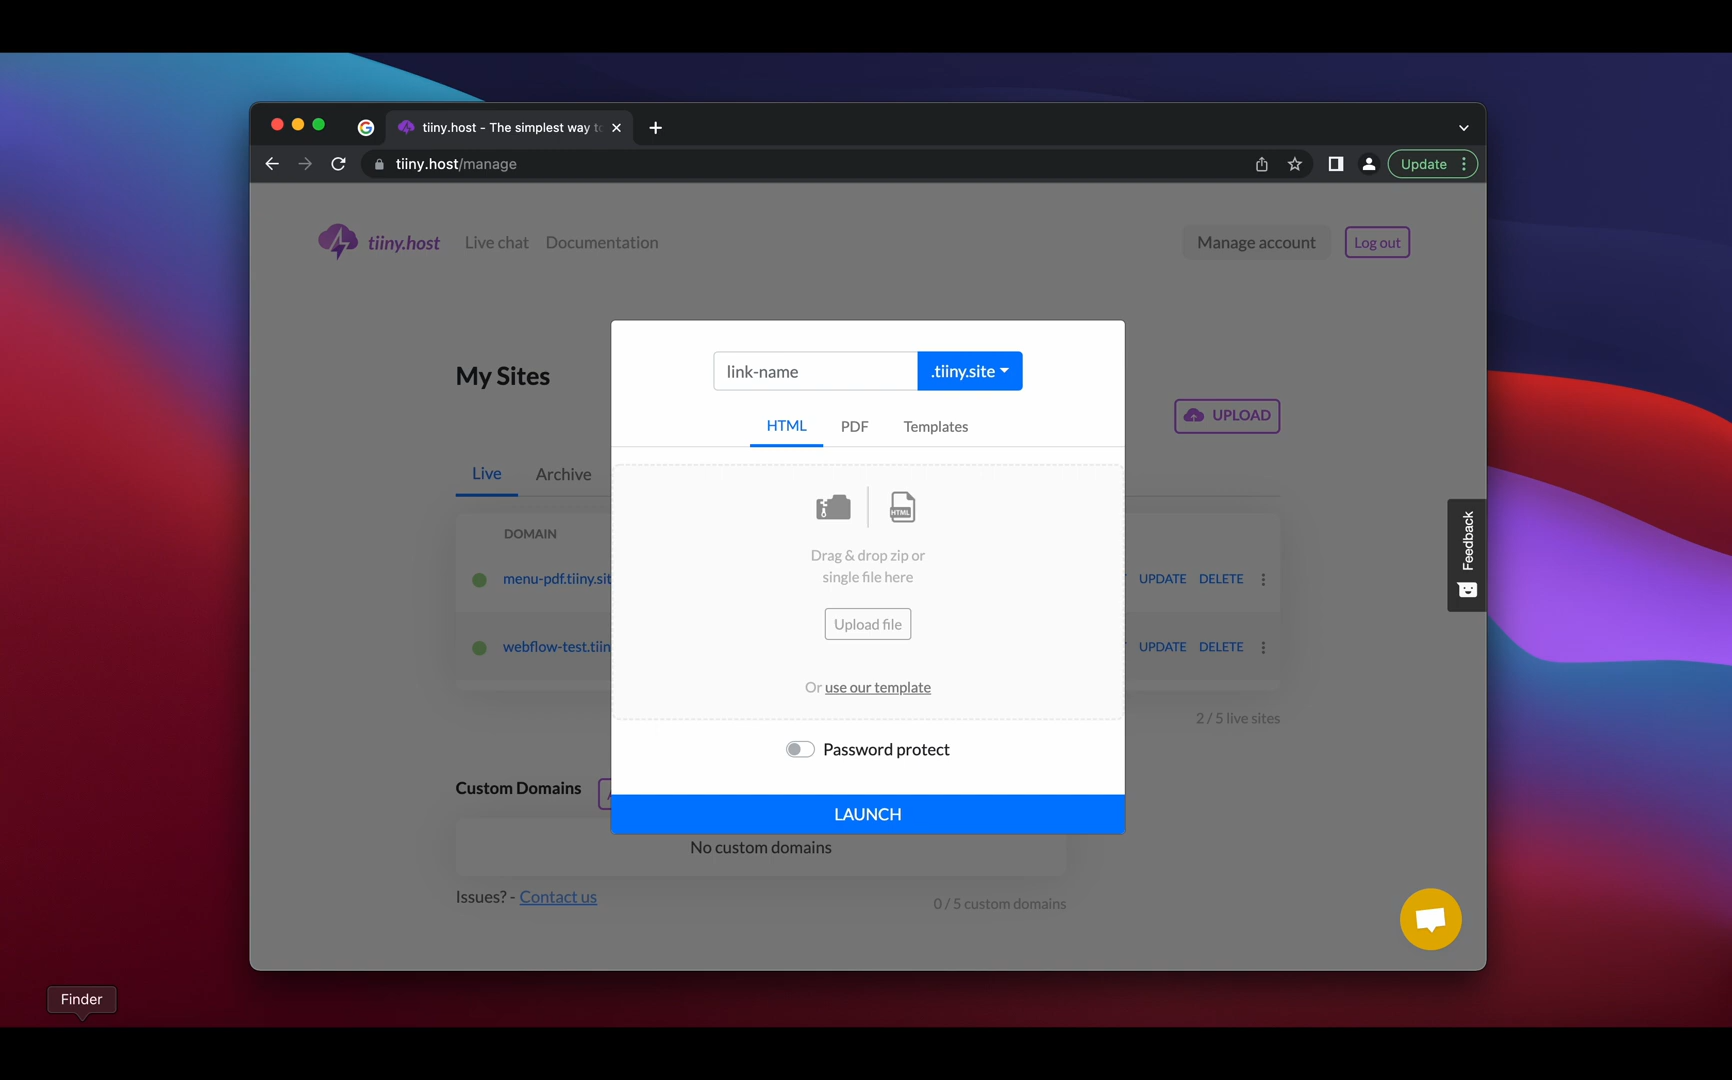 tiiny.host - The simplest way to
tiiny.host/manage
Update
tiiny.host
Live chat
Documentation
Manage account
Log out
link-name
.tiiny.site
My Sites
HTML
PDF
Templates
UPLOAD
Live
Archive
HTML
Feedback
DOMAIN
Drag & drop zip or
single file here
menu-pdf.tiiny.sit
UPDATE
DELETE
Upload file
webflow-test.tiin
UPDATE
DELETE
Or use our template
2 / 5 live sites
Password protect
Custom Domains
LAUNCH
No custom domains
Issues? - Contact us
0 / 5 custom domains
Finder